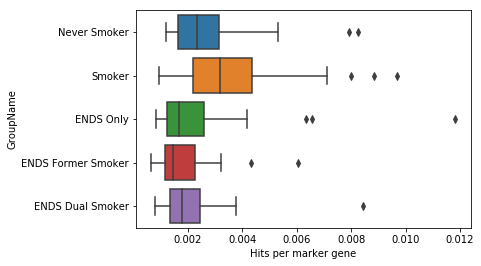 GroupName
Never Smoker
Smoker
ENDS Only
ENDS Former Smoker
ENDS Dual Smoker
0.002 0.004 0.006 0.008 0.010 0.012
Hits per marker gene